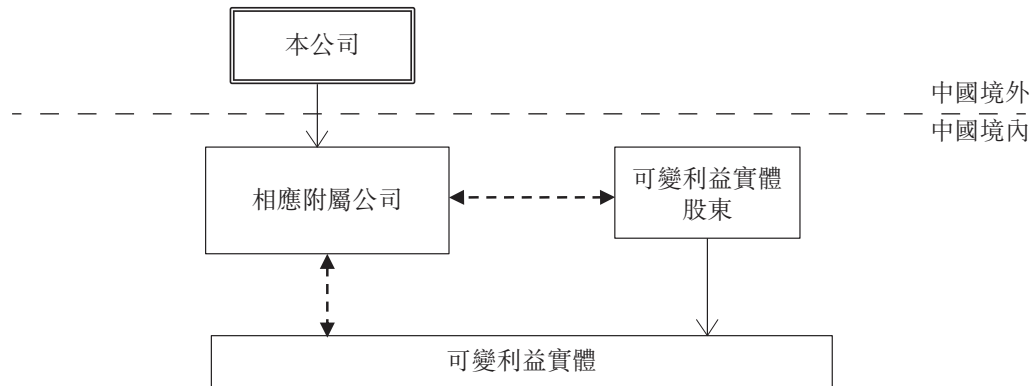 本公司
中國境外
中國境內
相應附屬公司
可變利益實體
股東
可變利益實體